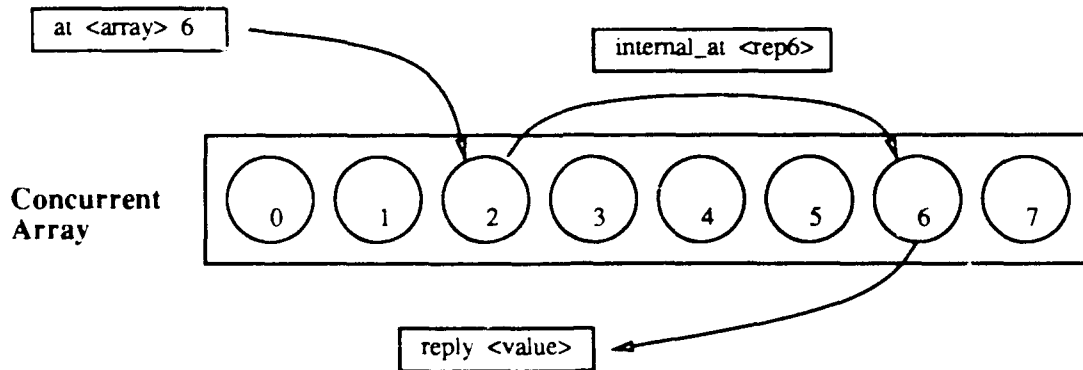 at <array> 6
internal_at <rep6>
Concurrent
Array
0 1 2 3 4 5 6 7
reply <value>